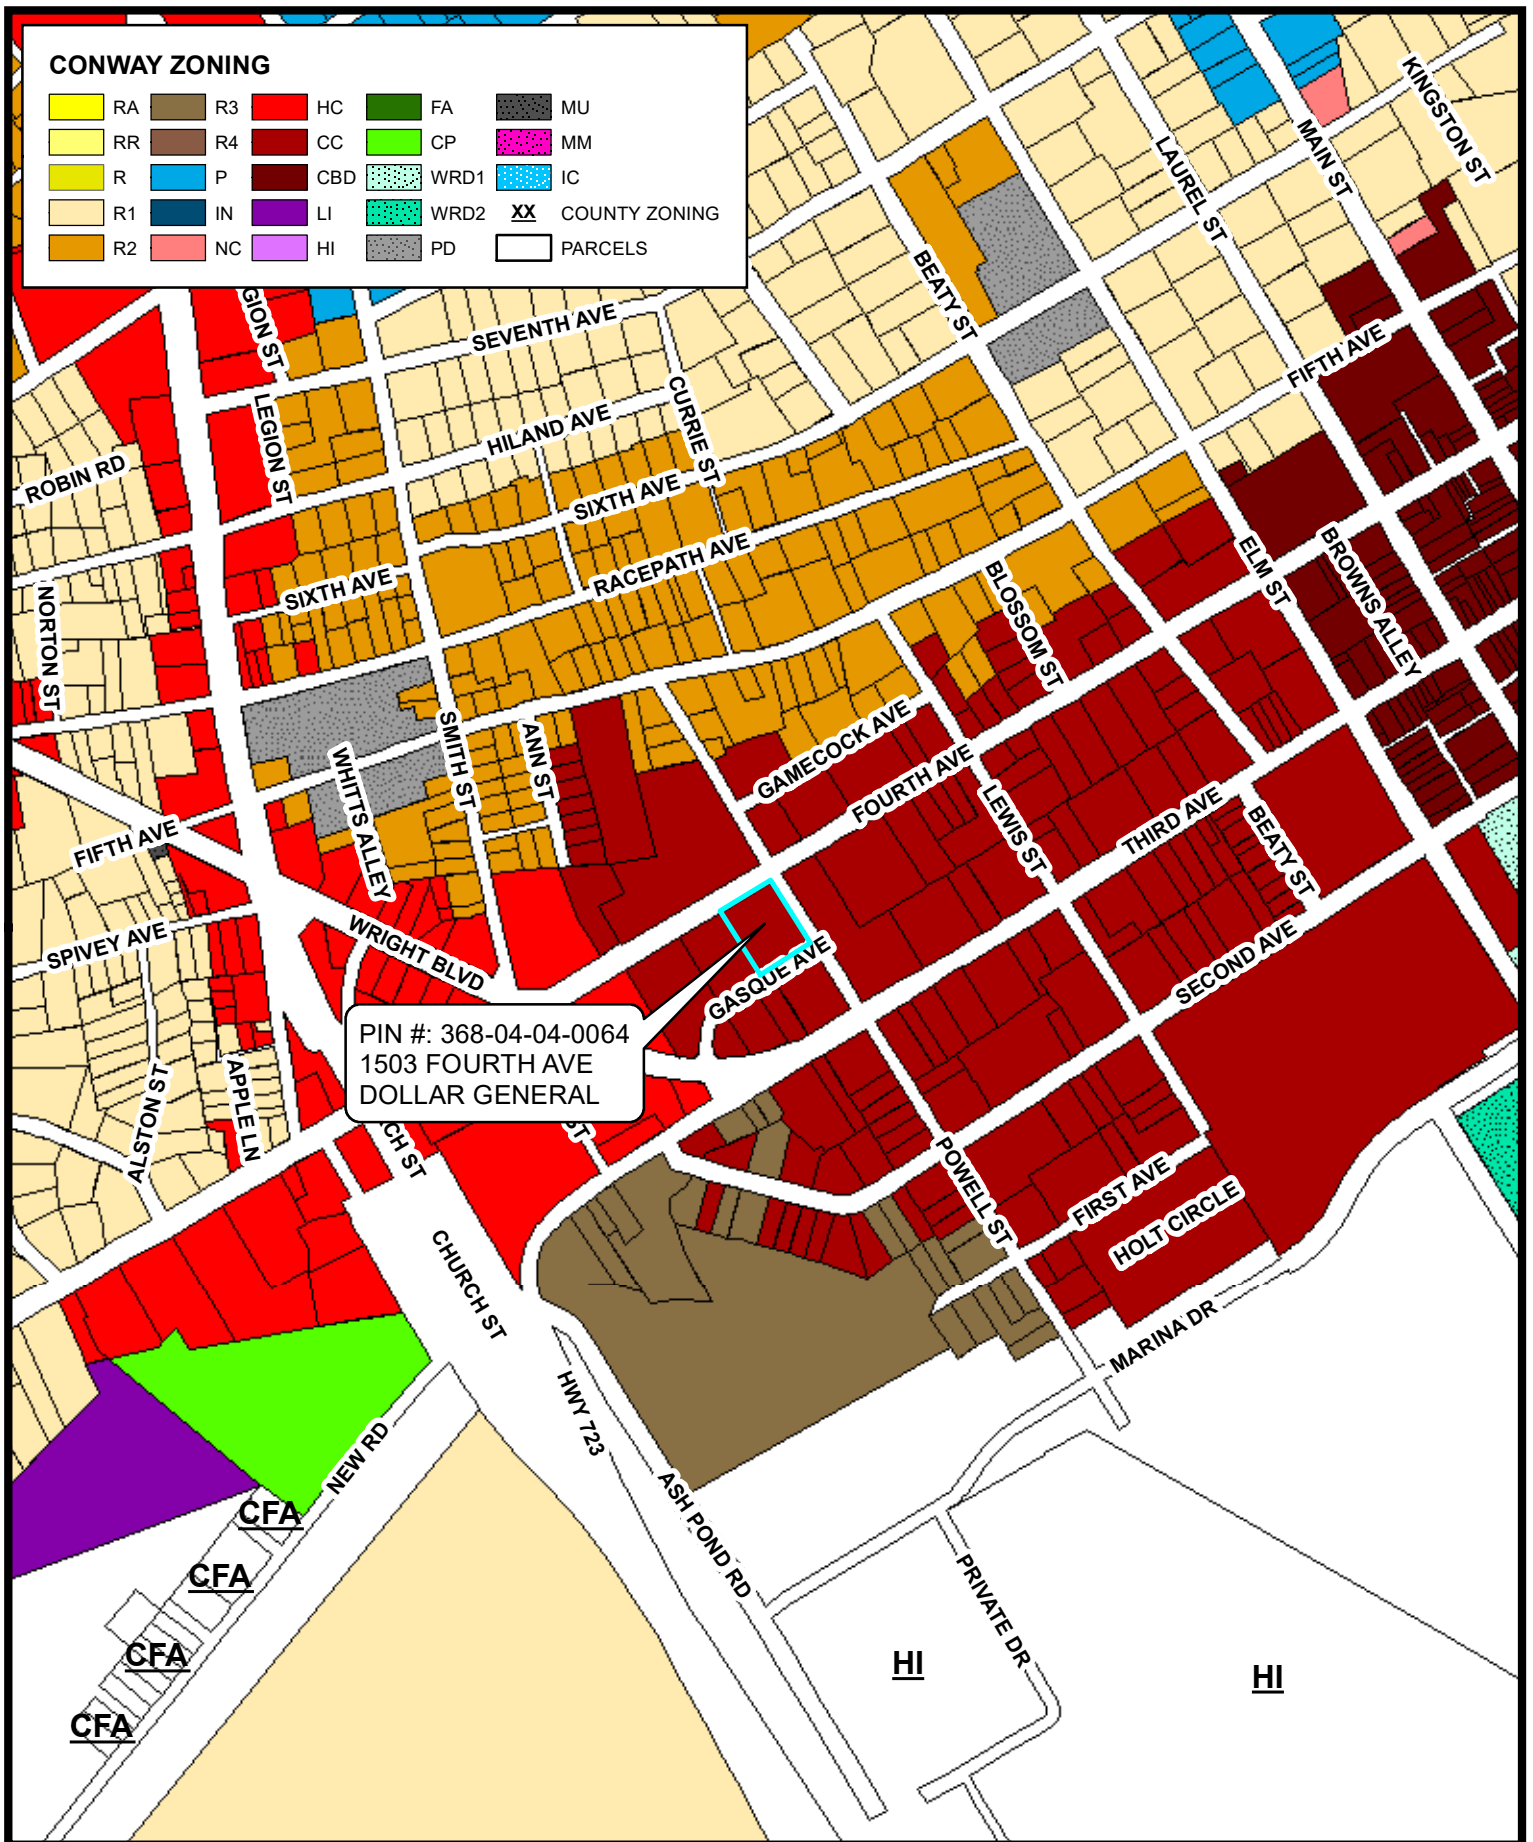 CONWAY ZONING
RA R3 HC FA MU
RR R4 CC CP MM
R P CBD WRD1 IC
R1 IN LI WRD2 XX COUNTY ZONING
R2 NC HI PD PARCELS
KINGSTON ST
MAIN ST
LAUREL ST
BEATY ST
GION ST
SEVENTH AVE
FIFTH AVE
CURRIE ST
HILAND AVE
LEGION ST
ROBIN RD
SIXTH AVE
RACEPATH AVE
SIXTH AVE
NORTON ST
BLOSSOM ST
ELM ST
BROWNS ALLEY
SMITH ST
ANN ST
WHITTS ALLEY
GAMECOCK AVE
FOURTH AVE
LEWIS ST
THIRD AVE
BEATY ST
FIFTH AVE
SPIVEY AVE
WRIGHT BLVD
GASQUE AVE
SECOND AVE
PIN #: 368-04-04-0064
1503 FOURTH AVE
DOLLAR GENERAL
ALSTON ST
APPLE LN
CH ST
ST
POWELL ST
FIRST AVE
HOLT CIRCLE
CHURCH ST
MARINA DR
HWY 723
NEW RD
ASH POND RD
PRIVATE DR
CFA
CFA
CFA
CFA
HI
HI